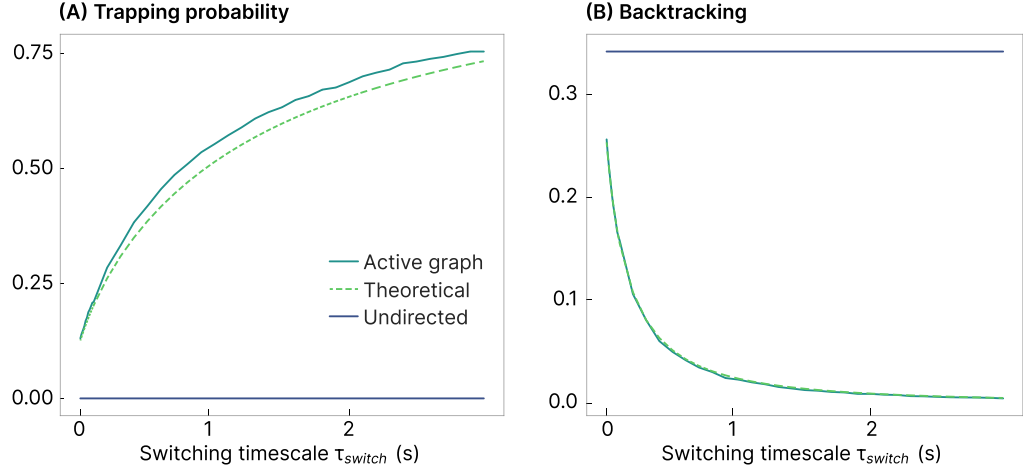 (A) Trapping probability
0.75
0.50
0.25
0.00
Active graph
Theoretical
Undirected
0 1 2
Switching timescale τswitch (s)
(B) Backtracking
0.3
0.2
0.1
0.0
0 1 2
Switching timescale τswitch (s)